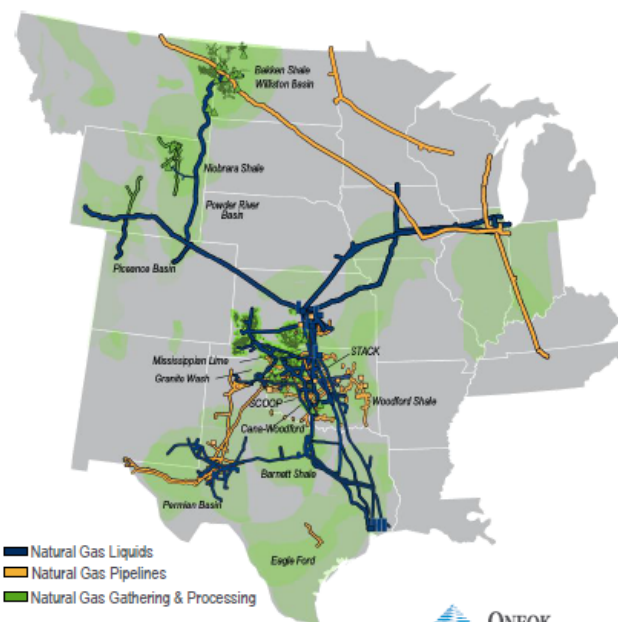 Bakken Shale
Williston Basin
Niobrara Shale
Powder River
Basin
Piceance Basin
Mississippian Lime
STACK
Granite Wash
SCOOP
Woodford Shale
Cana-Woodford
Barnett Shale
Permian Basin
Eagle Ford
Natural Gas Liquids
Natural Gas Pipelines
Natural Gas Gathering & Processing
ONEOK